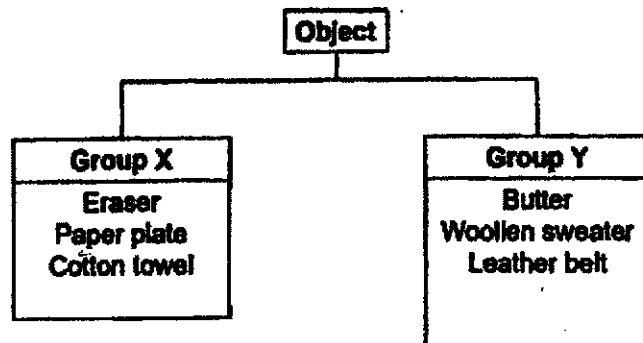 Object
Group X
Eraser
Paper plate
Cotton towel
Group Y
Butter
Woollen sweater
Leather belt